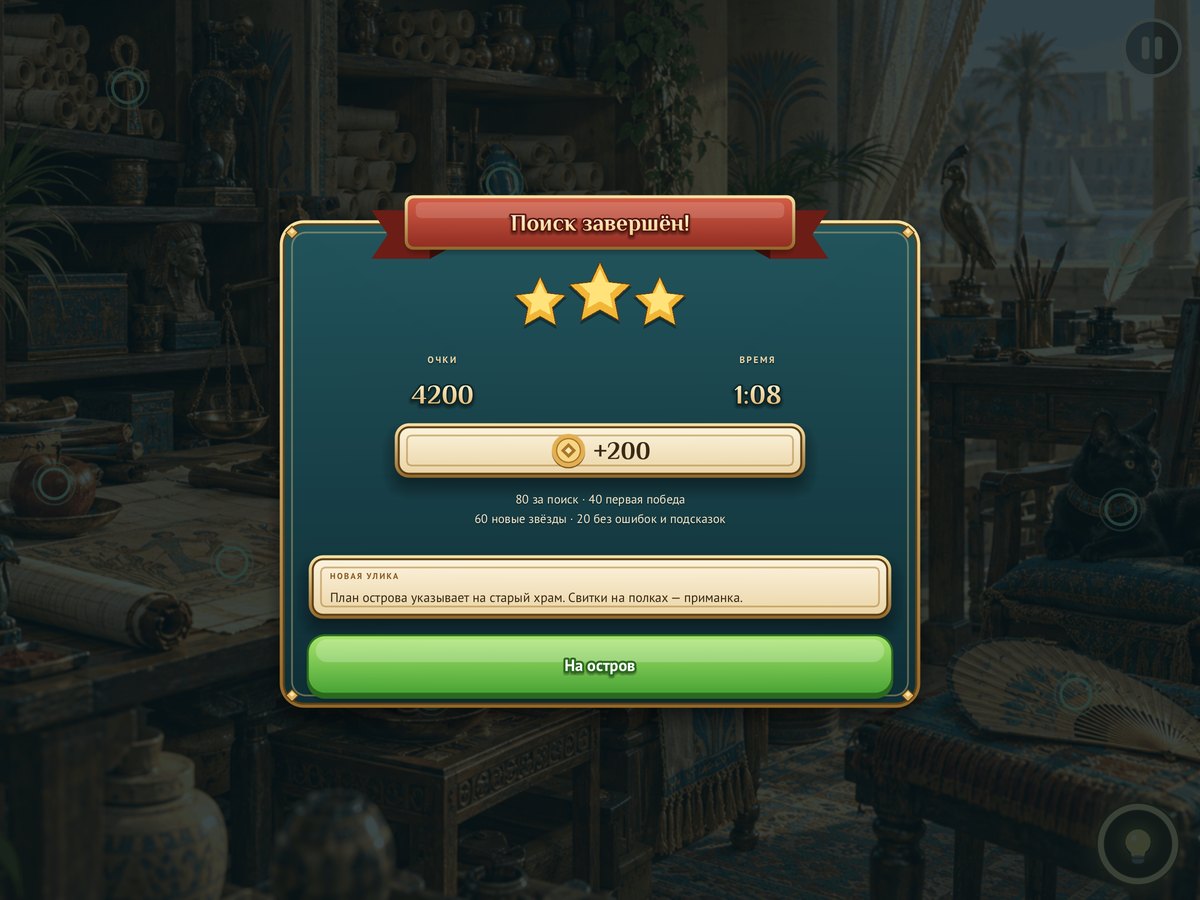 Поиск завершён!
ОЧКИ
ВРЕМЯ
4200
1:08
+200
80 за поиск · 40 первая победа
60 новые звёзды · 20 без ошибок и подсказок
НОВАЯ УЛИКА
План острова указывает на старый храм. Свитки на полках — приманка.
На остров